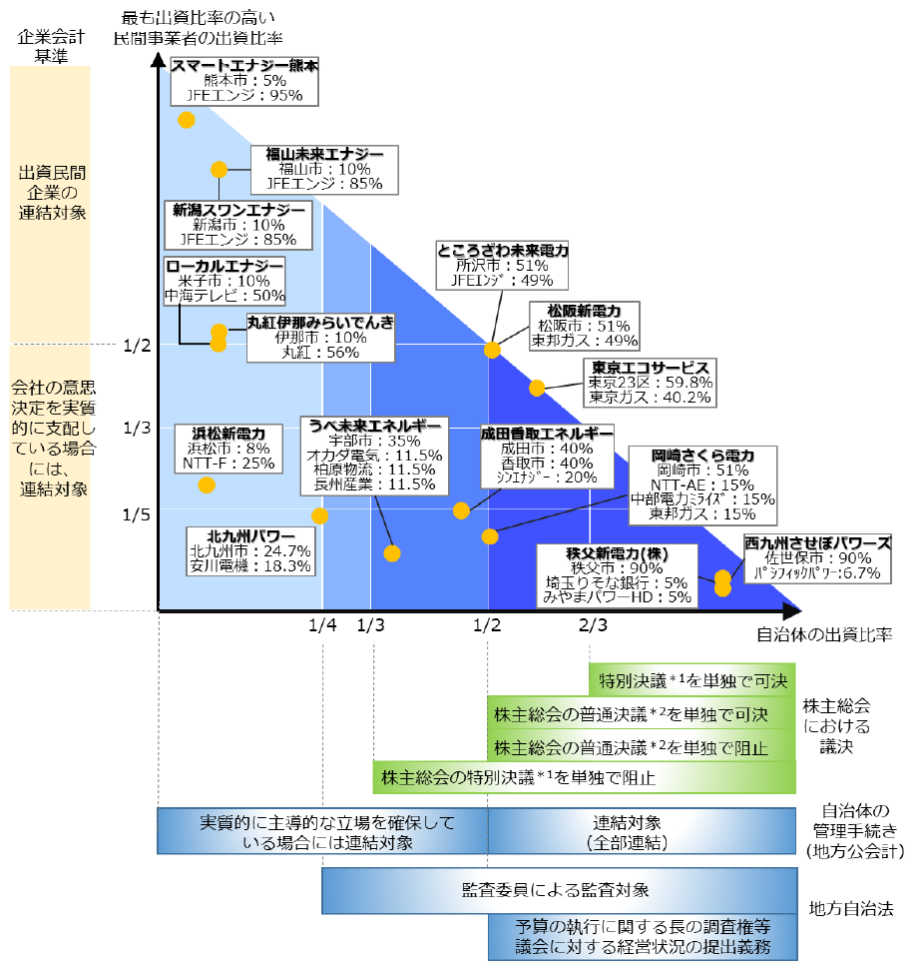 最も出資比率の高い
民間事業者の出資比率
企業会計
基準
出資民間
企業の
連結対象
会社の意思
決定を実質
的に支配し
ている場合
には、
連結対象
スマートエナジー熊本
熊本市：5%
JFEエンジ：95%
福山未来エナジー
福山市：10%
JFEエンジ：85%
新潟スワンエナジー
新潟市：10%
JFEエンジ：85%
ローカルエナジー
米子市：10%
中海テレビ：50%
丸紅伊那みらいでんき
伊那市：10%
丸紅：56%
ところざわ未来電力
所沢市：51%
JFEｴﾝｼﾞ：49%
松阪新電力
松阪市：51%
東邦ガス：49%
東京エコサービス
東京23区：59.8%
東京ガス：40.2%
1/2
1/3
1/5
浜松新電力
浜松市：8%
NTT-F：25%
うべ未来エネルギー
宇部市：35%
オカダ電気：11.5%
柏原物流：11.5%
長州産業：11.5%
成田香取エネルギー
成田市：40%
香取市：40%
ｼﾝｴﾅｼﾞｰ：20%
岡崎さくら電力
岡崎市：51%
NTT-AE：15%
中部電力ﾐﾗｲｽﾞ：15%
東邦ガス：15%
北九州パワー
北九州市：24.7%
安川電機：18.3%
秩父新電力(株)
秩父市：90%
埼玉りそな銀行：5%
みやまパワーHD：5%
西九州させぼパワーズ
佐世保市：90%
ﾊﾟｼﾌｨｯｸﾊﾟﾜｰ:6.7%
1/4
1/3
1/2
2/3
自治体の出資比率
特別決議*1を単独で可決
株主総会の普通決議*2を単独で可決
株主総会の普通決議*2を単独で阻止
株主総会の特別決議*1を単独で阻止
株主総会
における
議決
実質的に主導的な立場を確保して
いる場合には連結対象
連結対象
(全部連結)
自治体の
管理手続き
(地方公会計)
監査委員による監査対象
予算の執行に関する長の調査権等
議会に対する経営状況の提出義務
地方自治法